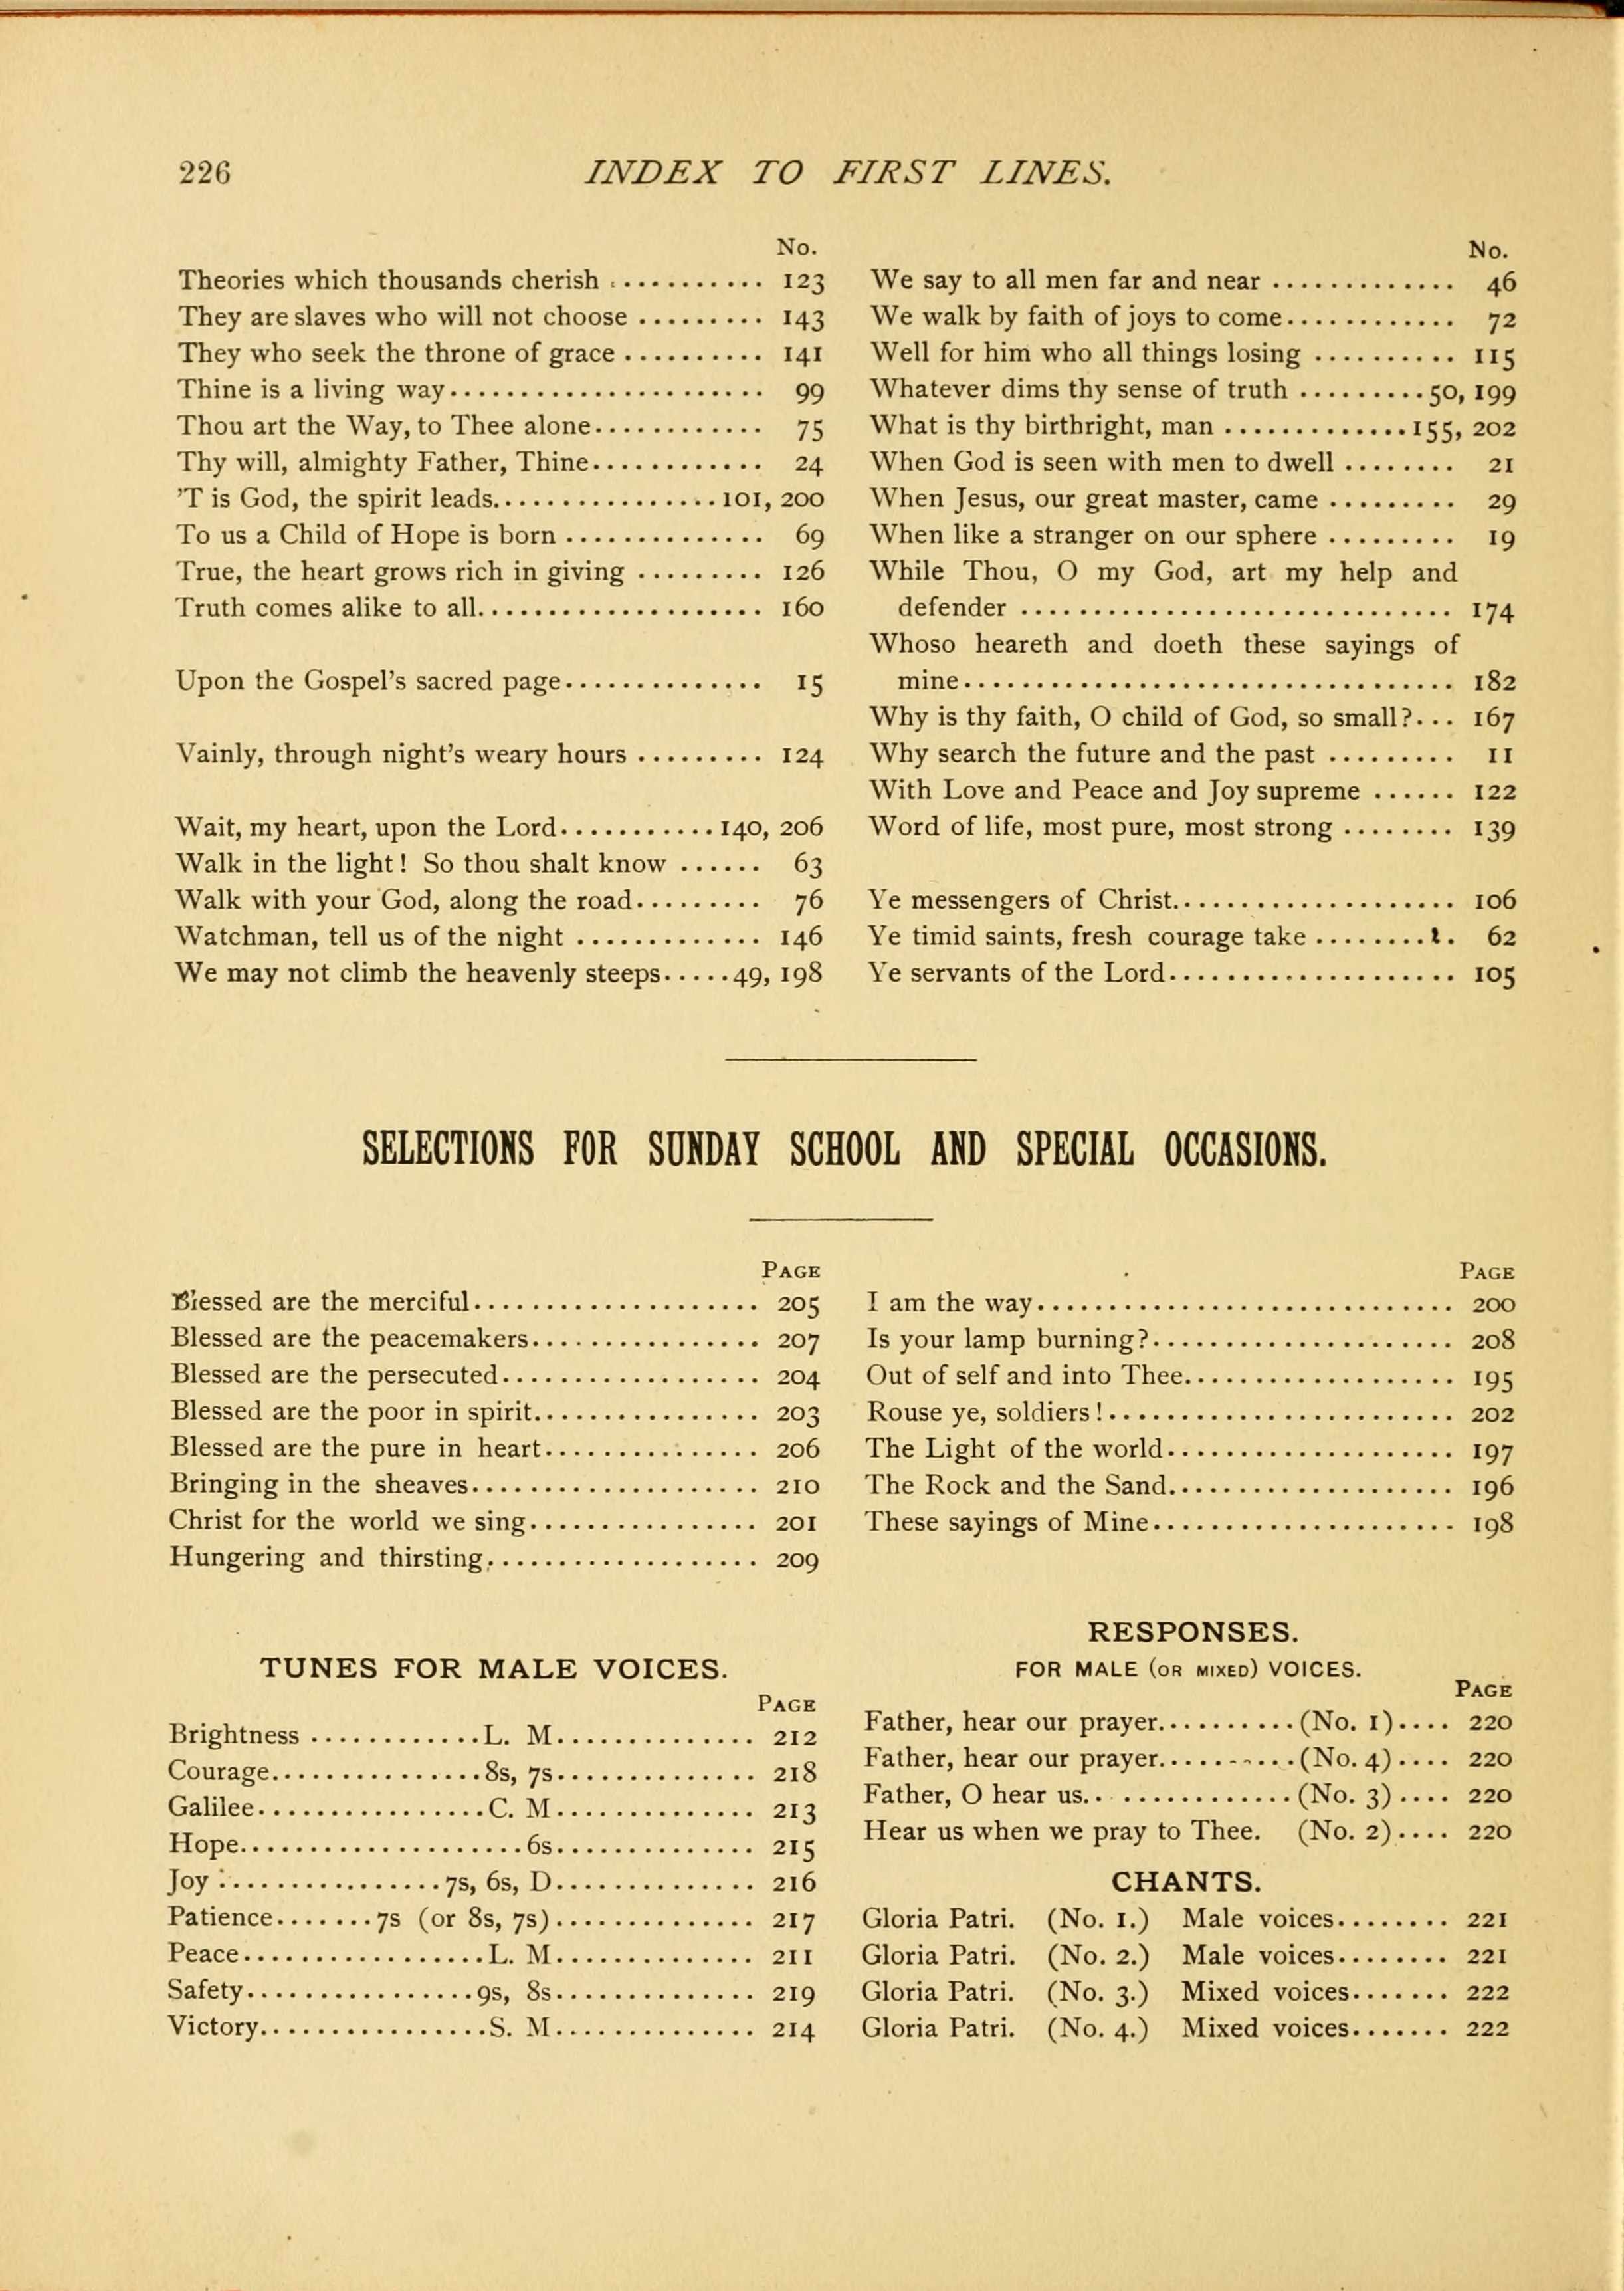 226 INDEX TO FIRST LINES.
No.
Theories which thousands cherish ........... 123
They are slaves who will not choose ......... 143
They who seek the throne of grace .......... 141
Thine is a living way...................... 99
Thou art the Way, to Thee alone............ 75
Thy will, almighty Father, Thine............ 24
'T is God, the spirit leads................101, 200
To us a Child of Hope is born .............. 69
True, the heart grows rich in giving ......... 126
Truth comes alike to all.................... 160
Upon the Gospel's sacred page.............. 15
Vainly, through night's weary hours ......... 124
Wait, my heart, upon the Lord...........140, 206
Walk in the light! So thou shalt know ...... 63
Walk with your God, along the road......... 76
Watchman, tell us of the night ............. 146
We may not climb the heavenly steeps.....49, 198
No.
We say to all men far and near ............. 46
We walk by faith of joys to come............ 72
Well for him who all things losing .......... 115
Whatever dims thy sense of truth .........50, 199
What is thy birthright, man .............155, 202
When God is seen with men to dwell ........ 21
When Jesus, our great master, came ......... 29
When like a stranger on our sphere ......... 19
While Thou, O my God, art my help and
defender .............................. 174
Whoso heareth and doeth these sayings of
mine.................................. 182
Why is thy faith, O child of God, so small?... 167
Why search the future and the past ......... 11
With Love and Peace and Joy supreme ...... 122
Word of life, most pure, most strong ........ 139
Ye messengers of Christ.................... 106
Ye timid saints, fresh courage take .......... 62
Ye servants of the Lord.................... 105
SELECTIONS FOR SUNDAY SCHOOL AND SPECIAL OCCASIONS.
PAGE
Blessed are the merciful.................... 205
Blessed are the peacemakers................ 207
Blessed are the persecuted.................. 204
Blessed are the poor in spirit................ 203
Blessed are the pure in heart............... 206
Bringing in the sheaves.................... 210
Christ for the world we sing................ 201
Hungering and thirsting................... 209
PAGE
I am the way............................. 200
Is your lamp burning?..................... 208
Out of self and into Thee................... 195
Rouse ye, soldiers!........................ 202
The Light of the world.................... 197
The Rock and the Sand.................... 196
These sayings of Mine..................... 198
TUNES FOR MALE VOICES.
PAGE
Brightness ............L. M.............. 212
Courage...............8s, 7s.............. 218
Galilee................C. M.............. 213
Hope....................6s.............. 215
Joy ...............7s, 6s, D.............. 216
Patience.......7s (or 8s, 7s).............. 217
Peace.................L. M.............. 211
Safety................9s, 8s.............. 219
Victory................S. M.............. 214
RESPONSES.
FOR MALE (OR MIXED) VOICES.
PAGE
Father, hear our prayer..........(No. 1).... 220
Father, hear our prayer..........(No. 4).... 220
Father, O hear us.. ............(No. 3).... 220
Hear us when we pray to Thee. (No. 2).... 220
CHANTS.
Gloria Patri. (No. 1.) Male voices........ 221
Gloria Patri. (No. 2.) Male voices........ 221
Gloria Patri. (No. 3.) Mixed voices....... 222
Gloria Patri. (No. 4.) Mixed voices....... 222